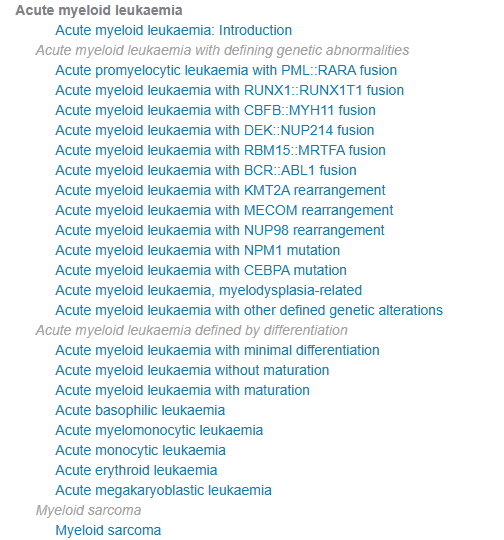 Acute myeloid leukaemia
Acute myeloid leukaemia: Introduction
Acute myeloid leukaemia with defining genetic abnormalities
Acute promyelocytic leukaemia with PML::RARA fusion
Acute myeloid leukaemia with RUNX1::RUNX1T1 fusion
Acute myeloid leukaemia with CBFB::MYH11 fusion
Acute myeloid leukaemia with DEK::NUP214 fusion
Acute myeloid leukaemia with RBM15::MRTFA fusion
Acute myeloid leukaemia with BCR::ABL1 fusion
Acute myeloid leukaemia with KMT2A rearrangement
Acute myeloid leukaemia with MECOM rearrangement
Acute myeloid leukaemia with NUP98 rearrangement
Acute myeloid leukaemia with NPM1 mutation
Acute myeloid leukaemia with CEBPA mutation
Acute myeloid leukaemia, myelodysplasia-related
Acute myeloid leukaemia with other defined genetic alterations
Acute myeloid leukaemia defined by differentiation
Acute myeloid leukaemia with minimal differentiation
Acute myeloid leukaemia without maturation
Acute myeloid leukaemia with maturation
Acute basophilic leukaemia
Acute myelomonocytic leukaemia
Acute monocytic leukaemia
Acute erythroid leukaemia
Acute megakaryoblastic leukaemia
Myeloid sarcoma
Myeloid sarcoma